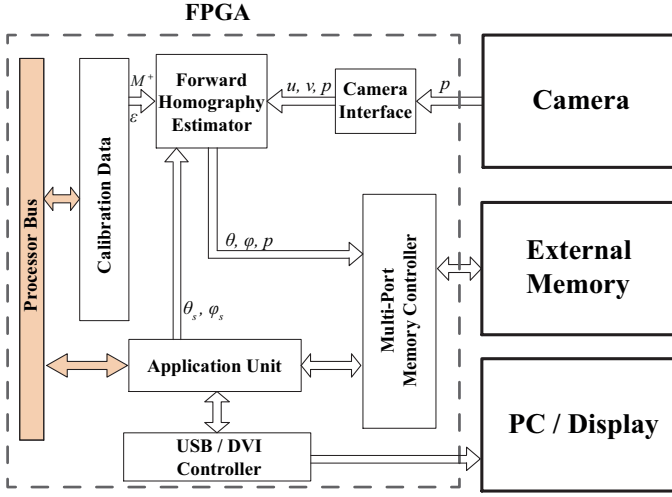 FPGA
Processor Bus
Calibration Data
M⁺
ε
Forward
Homography
Estimator
u, v, p
Camera
Interface
p
Camera
θ, φ, p
θₛ, φₛ
Multi-Port
Memory Controller
External
Memory
Application Unit
USB / DVI
Controller
PC / Display